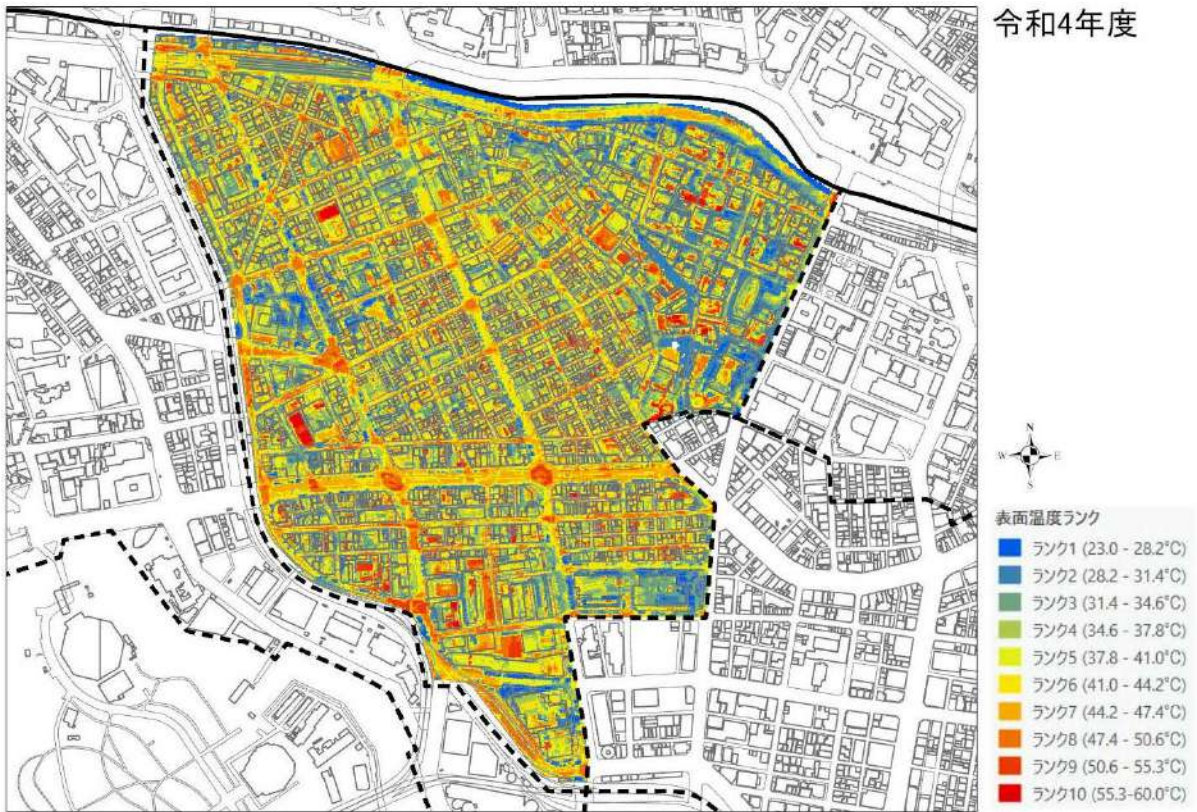 令和4年度
N
W E
S
表面温度ランク
ランク1 (23.0 - 28.2°C)
ランク2 (28.2 - 31.4°C)
ランク3 (31.4 - 34.6°C)
ランク4 (34.6 - 37.8°C)
ランク5 (37.8 - 41.0°C)
ランク6 (41.0 - 44.2°C)
ランク7 (44.2 - 47.4°C)
ランク8 (47.4 - 50.6°C)
ランク9 (50.6 - 55.3°C)
ランク10 (55.3-60.0°C)